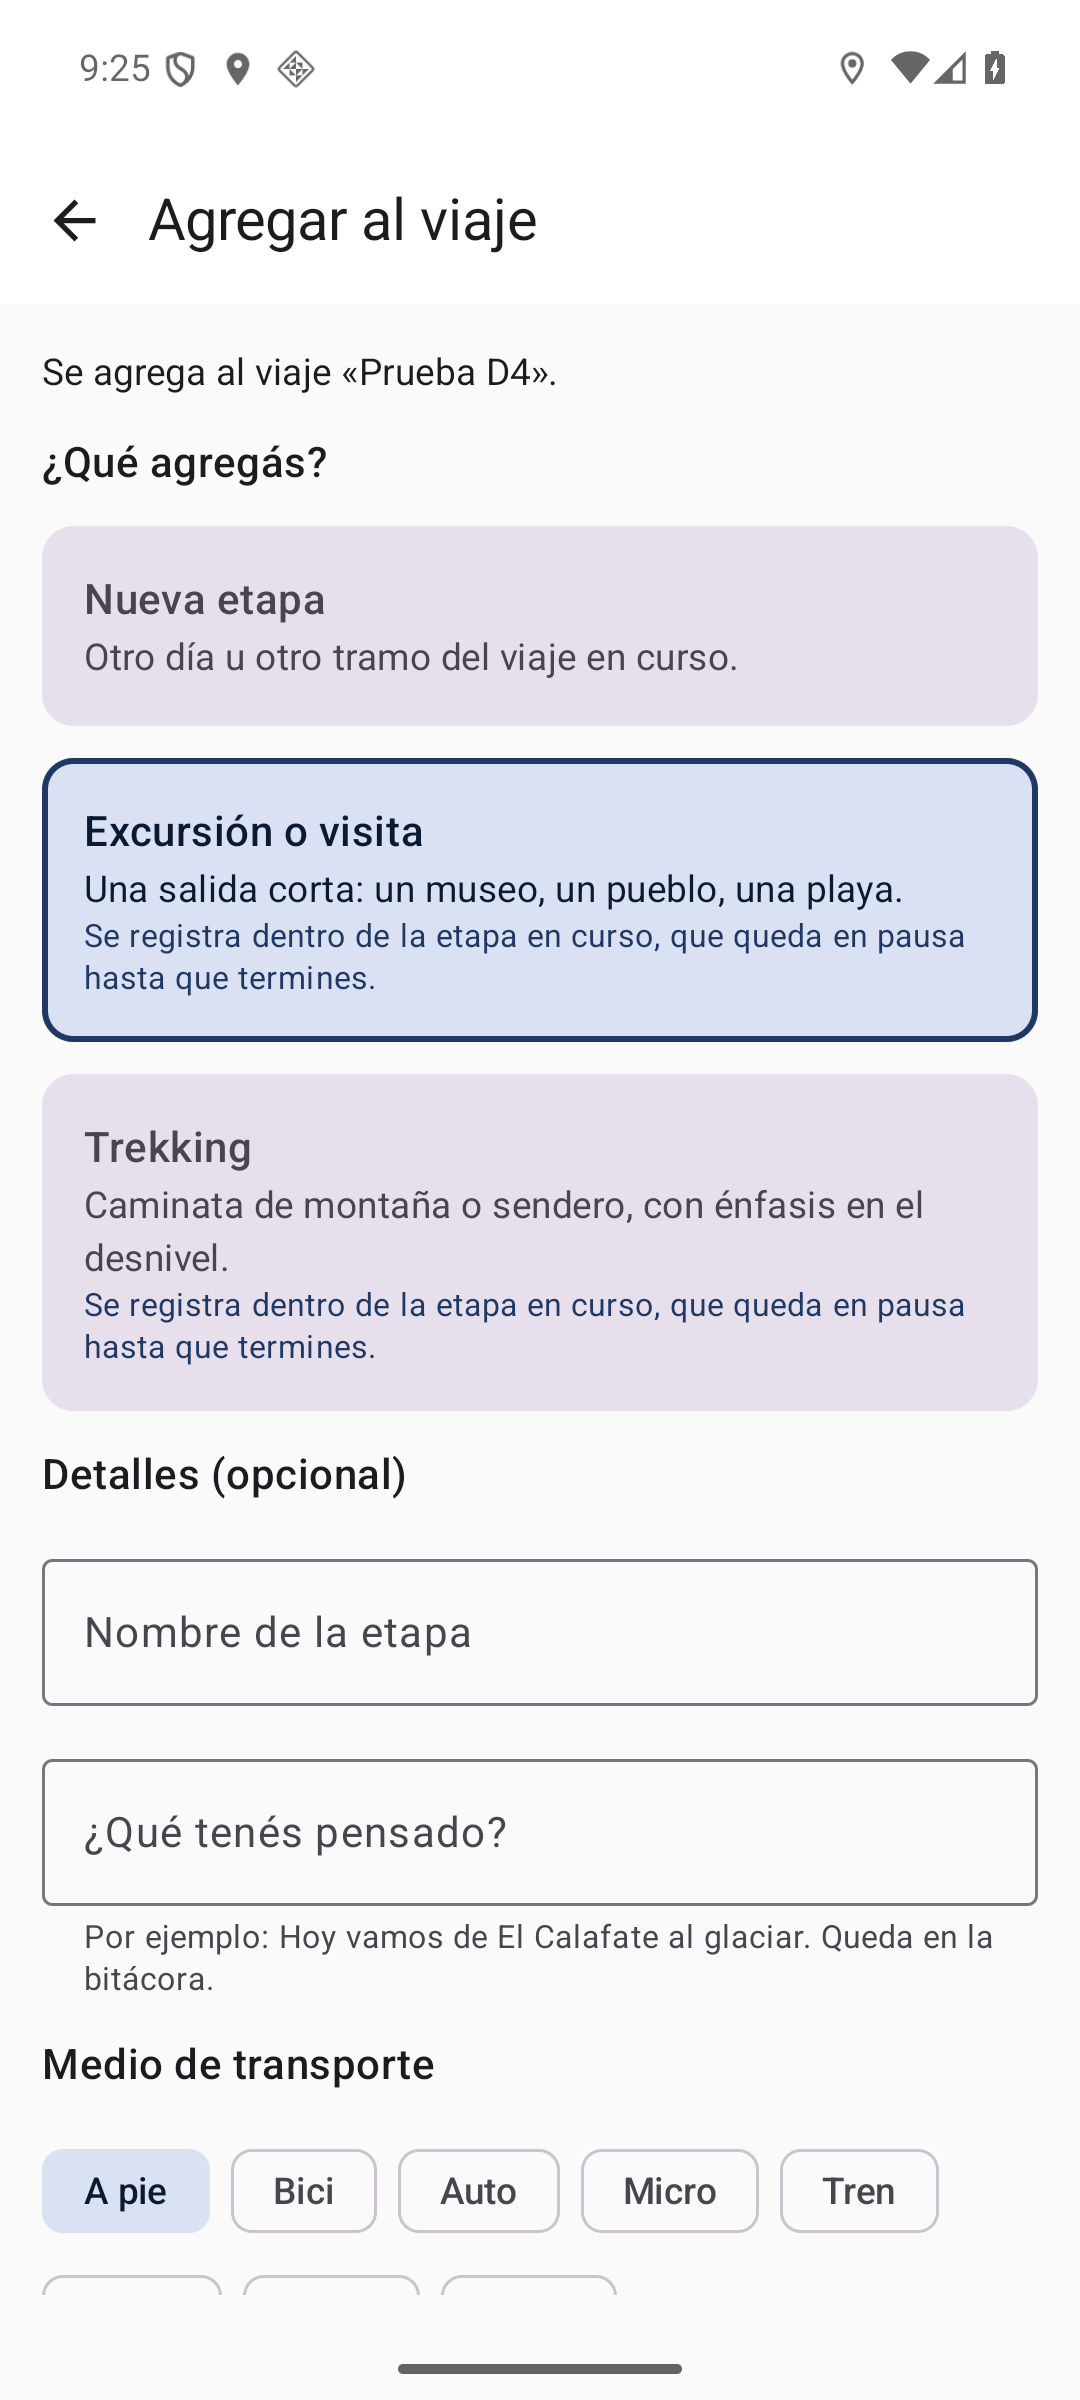 9:25
Agregar al viaje
Se agrega al viaje «Prueba D4».
¿Qué agregás?
Nueva etapa
Otro día u otro tramo del viaje en curso.
Excursión o visita
Una salida corta: un museo, un pueblo, una playa.
Se registra dentro de la etapa en curso, que queda en pausa
hasta que termines.
Trekking
Caminata de montaña o sendero, con énfasis en el
desnivel.
Se registra dentro de la etapa en curso, que queda en pausa
hasta que termines.
Detalles (opcional)
Nombre de la etapa
¿Qué tenés pensado?
Por ejemplo: Hoy vamos de El Calafate al glaciar. Queda en la
bitácora.
Medio de transporte
A pie Bici Auto Micro Tren